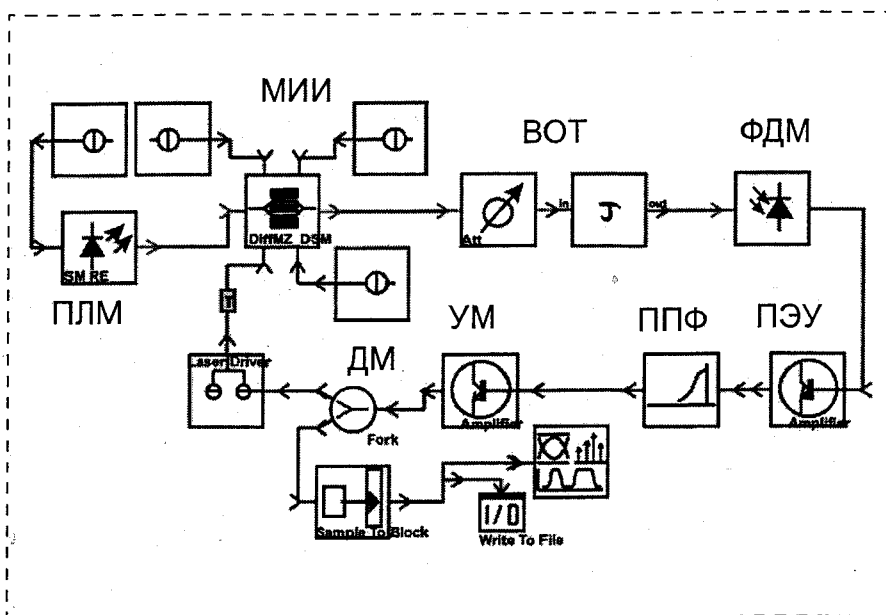 МИИ
ВОТ
ФДМ
DiffMZ_DSM
Att
in
out
SM RE
ПЛМ
T
УМ
ППФ
ПЭУ
Laser Driver
ДМ
Amplifier
Amplifier
Fork
Sample To Block
I/O
Write To File